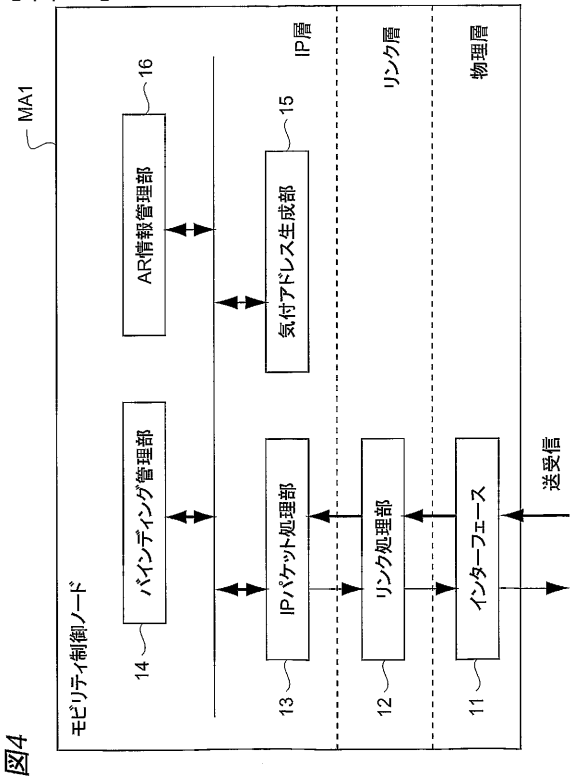 図4
MA1
モビリティ制御ノード
14
バインディング管理部
AR情報管理部
16
13
IPパケット処理部
気付アドレス生成部
15
IP層
12
リンク処理部
リンク層
11
インターフェース
物理層
送受信